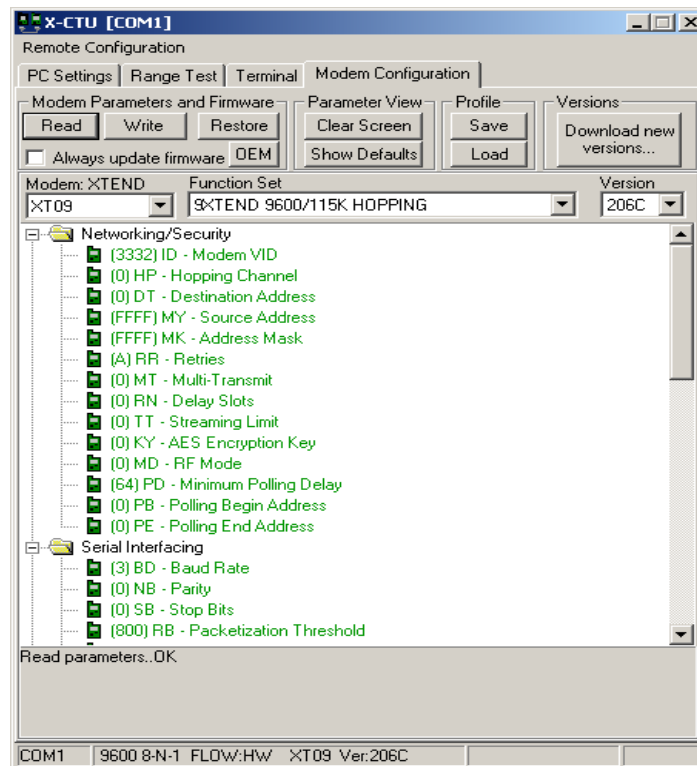 X-CTU [COM1]
Remote Configuration
PC Settings Range Test Terminal Modem Configuration
Modem Parameters and Firmware Parameter View Profile Versions
Read Write Restore Clear Screen Save Download new versions...
Always update firmware OEM Show Defaults Load
Modem: XTEND Function Set Version
XT09 9XTEND 9600/115K HOPPING 206C
Networking/Security
(3332) ID - Modem VID
(0) HP - Hopping Channel
(0) DT - Destination Address
(FFFF) MY - Source Address
(FFFF) MK - Address Mask
(A) RR - Retries
(0) MT - Multi-Transmit
(0) RN - Delay Slots
(0) TT - Streaming Limit
(0) KY - AES Encryption Key
(0) MD - RF Mode
(64) PD - Minimum Polling Delay
(0) PB - Polling Begin Address
(0) PE - Polling End Address
Serial Interfacing
(3) BD - Baud Rate
(0) NB - Parity
(0) SB - Stop Bits
(800) RB - Packetization Threshold
Read parameters..OK
COM1 9600 8-N-1 FLOW:HW XT09 Ver:206C